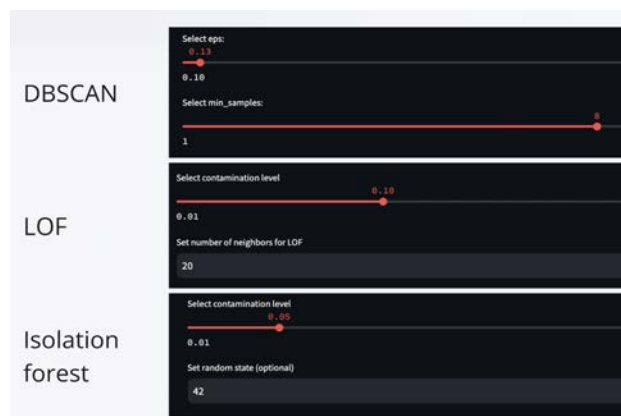 DBSCAN
Select eps:
0.13
0.10
Select min_samples:
8
1
LOF
Select contamination level
0.10
0.01
Set number of neighbors for LOF
20
Isolation
forest
Select contamination level
0.05
0.01
Set random state (optional)
42